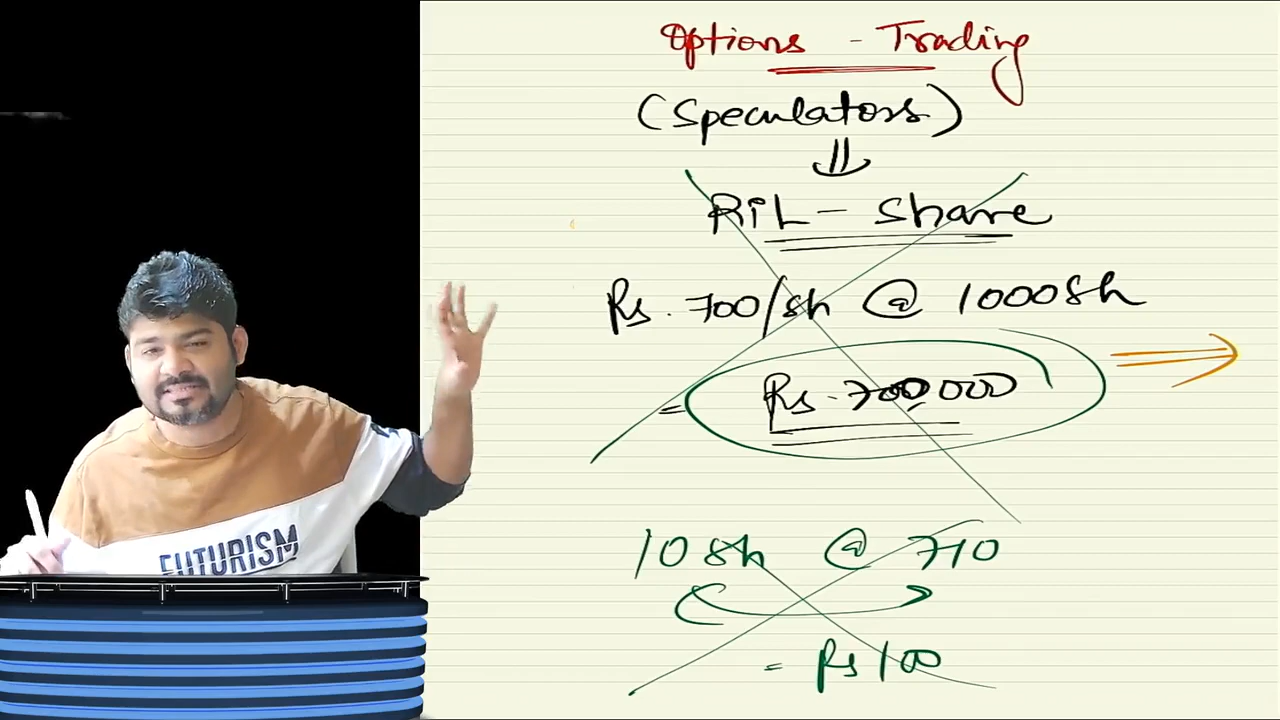 Options - Trading
(Speculators)
⇓
RiL - Share
Rs. 700/sh @ 1000sh
= Rs. 700,000
10 sh @ 710
= Rs 100
FUTURISM